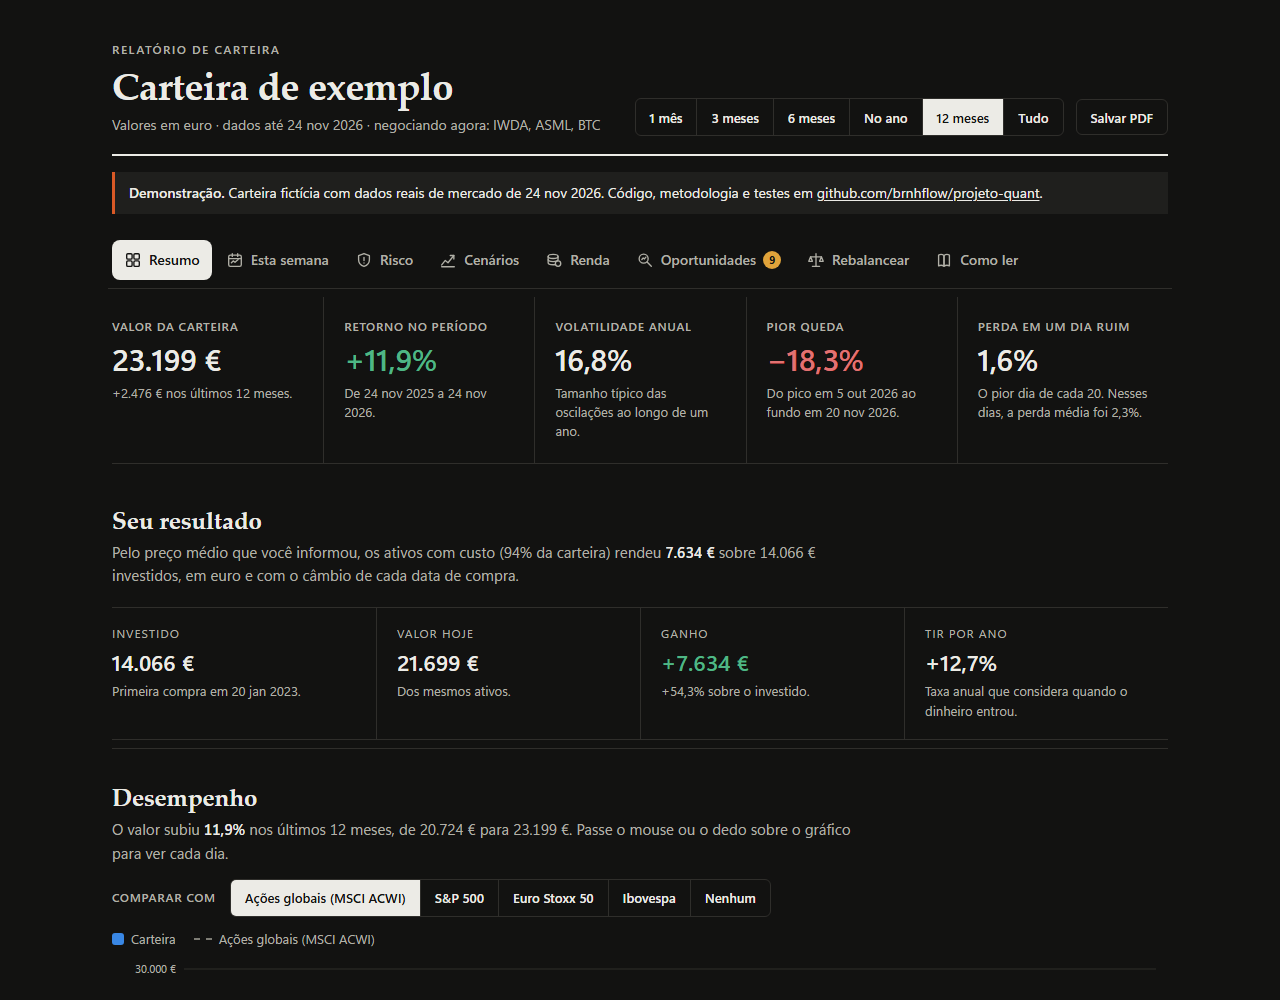 RELATÓRIO DE CARTEIRA
Carteira de exemplo
Valores em euro · dados até 24 nov 2026 · negociando agora: IWDA, ASML, BTC
1 mês 3 meses 6 meses No ano 12 meses Tudo Salvar PDF
Demonstração. Carteira fictícia com dados reais de mercado de 24 nov 2026. Código, metodologia e testes em github.com/brnhflow/projeto-quant.
Resumo Esta semana Risco Cenários Renda Oportunidades 9 Rebalancear Como ler
VALOR DA CARTEIRA
23.199 €
+2.476 € nos últimos 12 meses.
RETORNO NO PERÍODO
+11,9%
De 24 nov 2025 a 24 nov
2026.
VOLATILIDADE ANUAL
16,8%
Tamanho típico das
oscilações ao longo de um
ano.
PIOR QUEDA
−18,3%
Do pico em 5 out 2026 ao
fundo em 20 nov 2026.
PERDA EM UM DIA RUIM
1,6%
O pior dia de cada 20. Nesses
dias, a perda média foi 2,3%.
Seu resultado
Pelo preço médio que você informou, os ativos com custo (94% da carteira) rendeu 7.634 € sobre 14.066 €
investidos, em euro e com o câmbio de cada data de compra.
INVESTIDO
14.066 €
Primeira compra em 20 jan 2023.
VALOR HOJE
21.699 €
Dos mesmos ativos.
GANHO
+7.634 €
+54,3% sobre o investido.
TIR POR ANO
+12,7%
Taxa anual que considera quando o
dinheiro entrou.
Desempenho
O valor subiu 11,9% nos últimos 12 meses, de 20.724 € para 23.199 €. Passe o mouse ou o dedo sobre o gráfico
para ver cada dia.
COMPARAR COM Ações globais (MSCI ACWI) S&P 500 Euro Stoxx 50 Ibovespa Nenhum
Carteira Ações globais (MSCI ACWI)
30.000 €